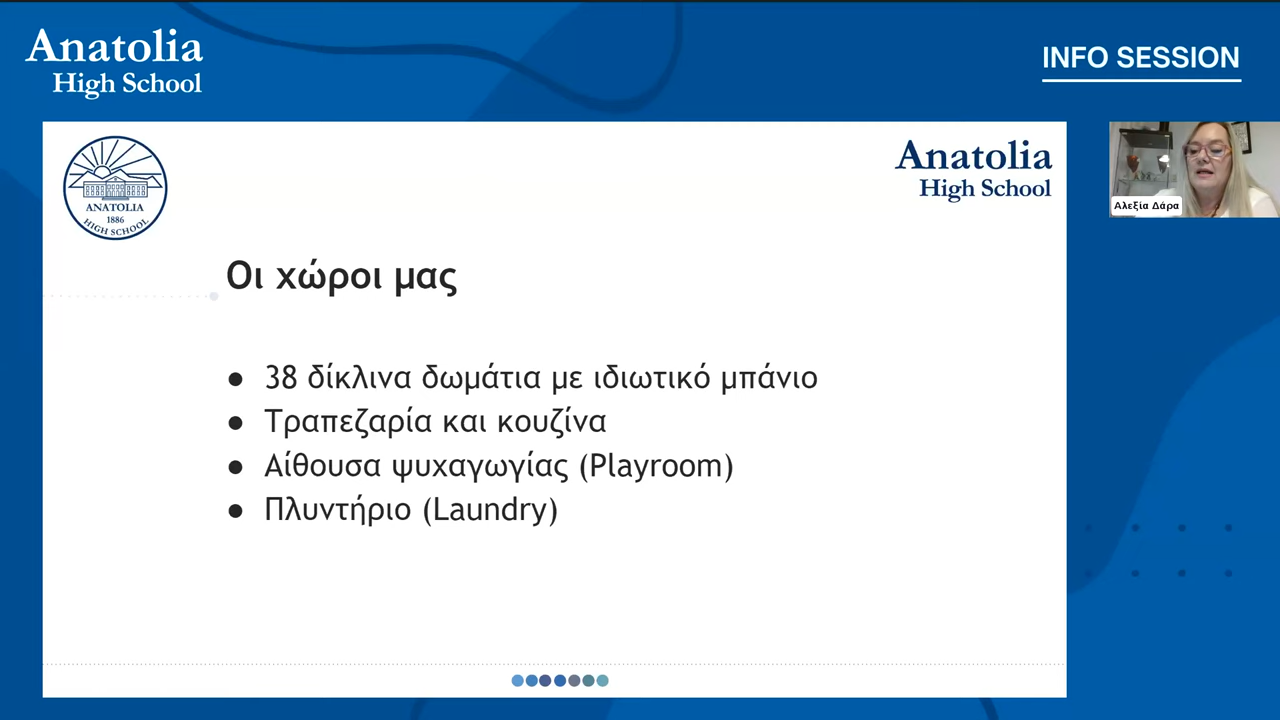 Anatolia
High School
INFO SESSION
Anatolia
High School
ANATOLIA
1886
HIGH SCHOOL
Αλεξία Δάρα
Οι χώροι μας
● 38 δίκλινα δωμάτια με ιδιωτικό μπάνιο
● Τραπεζαρία και κουζίνα
● Αίθουσα ψυχαγωγίας (Playroom)
● Πλυντήριο (Laundry)